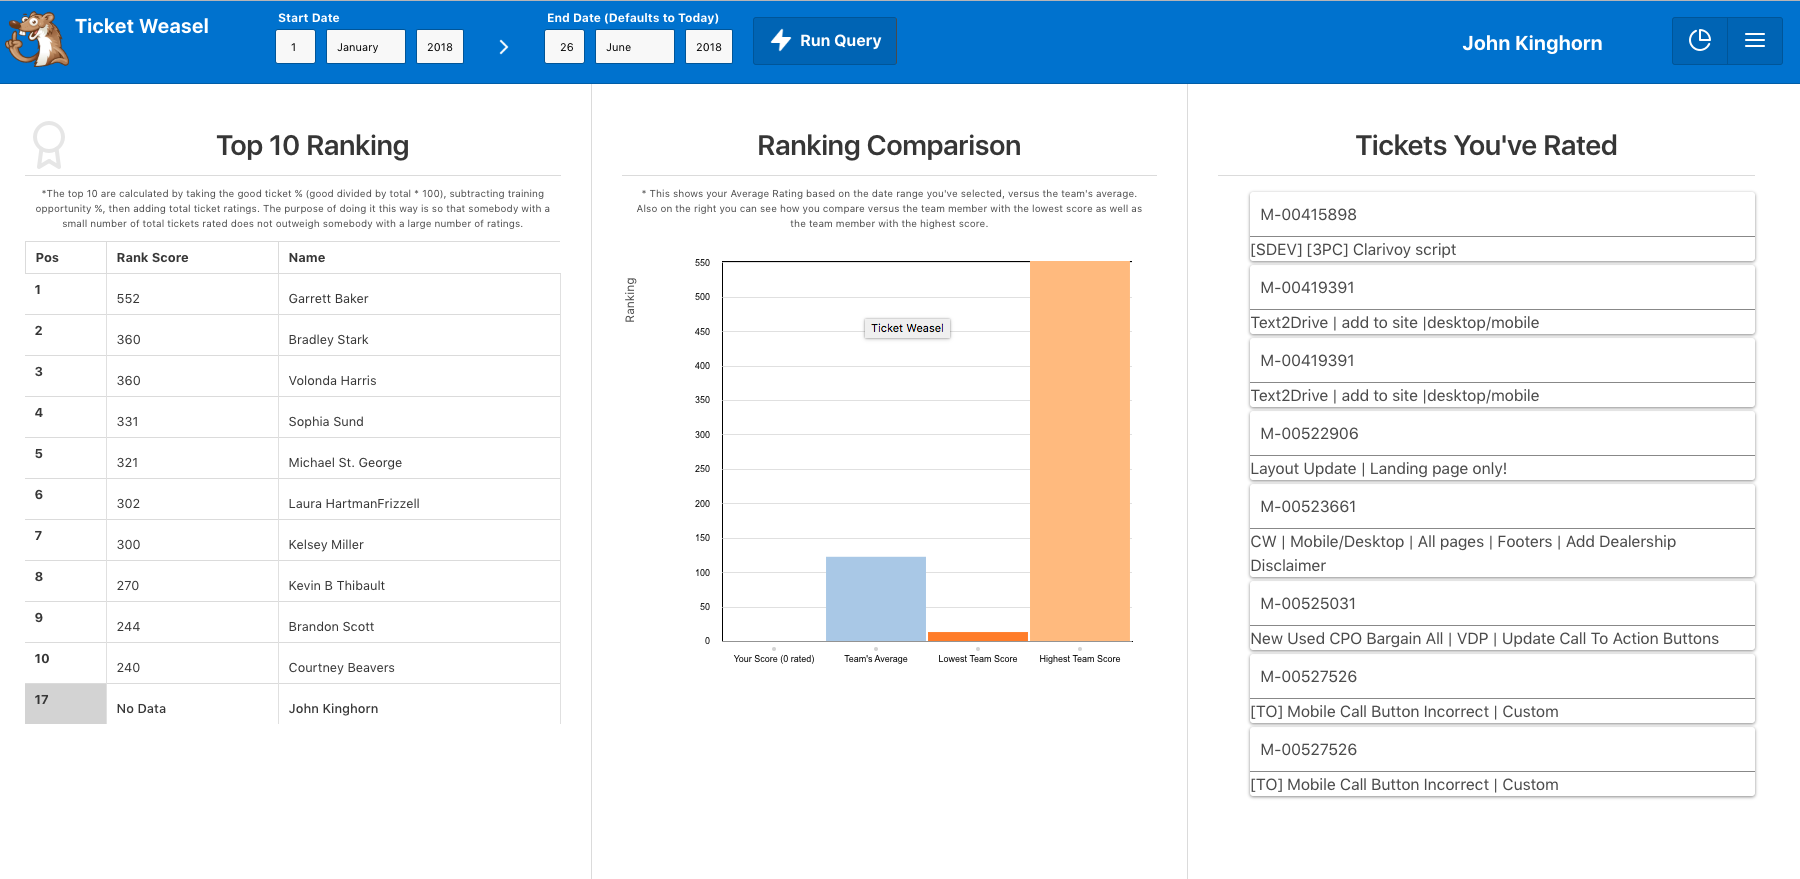 Ticket Weasel
Start Date
1 January 2018
End Date (Defaults to Today)
26 June 2018
Run Query
John Kinghorn
Top 10 Ranking
*The top 10 are calculated by taking the good ticket % (good divided by total * 100), subtracting training
opportunity %, then adding total ticket ratings. The purpose of doing it this way is so that somebody with a
small number of total tickets rated does not outweigh somebody with a large number of ratings.
Pos Rank Score Name
1 552 Garrett Baker
2 360 Bradley Stark
3 360 Volonda Harris
4 331 Sophia Sund
5 321 Michael St. George
6 302 Laura HartmanFrizzell
7 300 Kelsey Miller
8 270 Kevin B Thibault
9 244 Brandon Scott
10 240 Courtney Beavers
17 No Data John Kinghorn
Ranking Comparison
* This shows your Average Rating based on the date range you've selected, versus the team's average.
Also on the right you can see how you compare versus the team member with the lowest score as well as
the team member with the highest score.
Ranking
550
500
450
400
350
300
250
200
150
100
50
0
Ticket Weasel
Your Score (0 rated) Team's Average Lowest Team Score Highest Team Score
Tickets You've Rated
M-00415898
[SDEV] [3PC] Clarivoy script
M-00419391
Text2Drive | add to site |desktop/mobile
M-00419391
Text2Drive | add to site |desktop/mobile
M-00522906
Layout Update | Landing page only!
M-00523661
CW | Mobile/Desktop | All pages | Footers | Add Dealership
Disclaimer
M-00525031
New Used CPO Bargain All | VDP | Update Call To Action Buttons
M-00527526
[TO] Mobile Call Button Incorrect | Custom
M-00527526
[TO] Mobile Call Button Incorrect | Custom